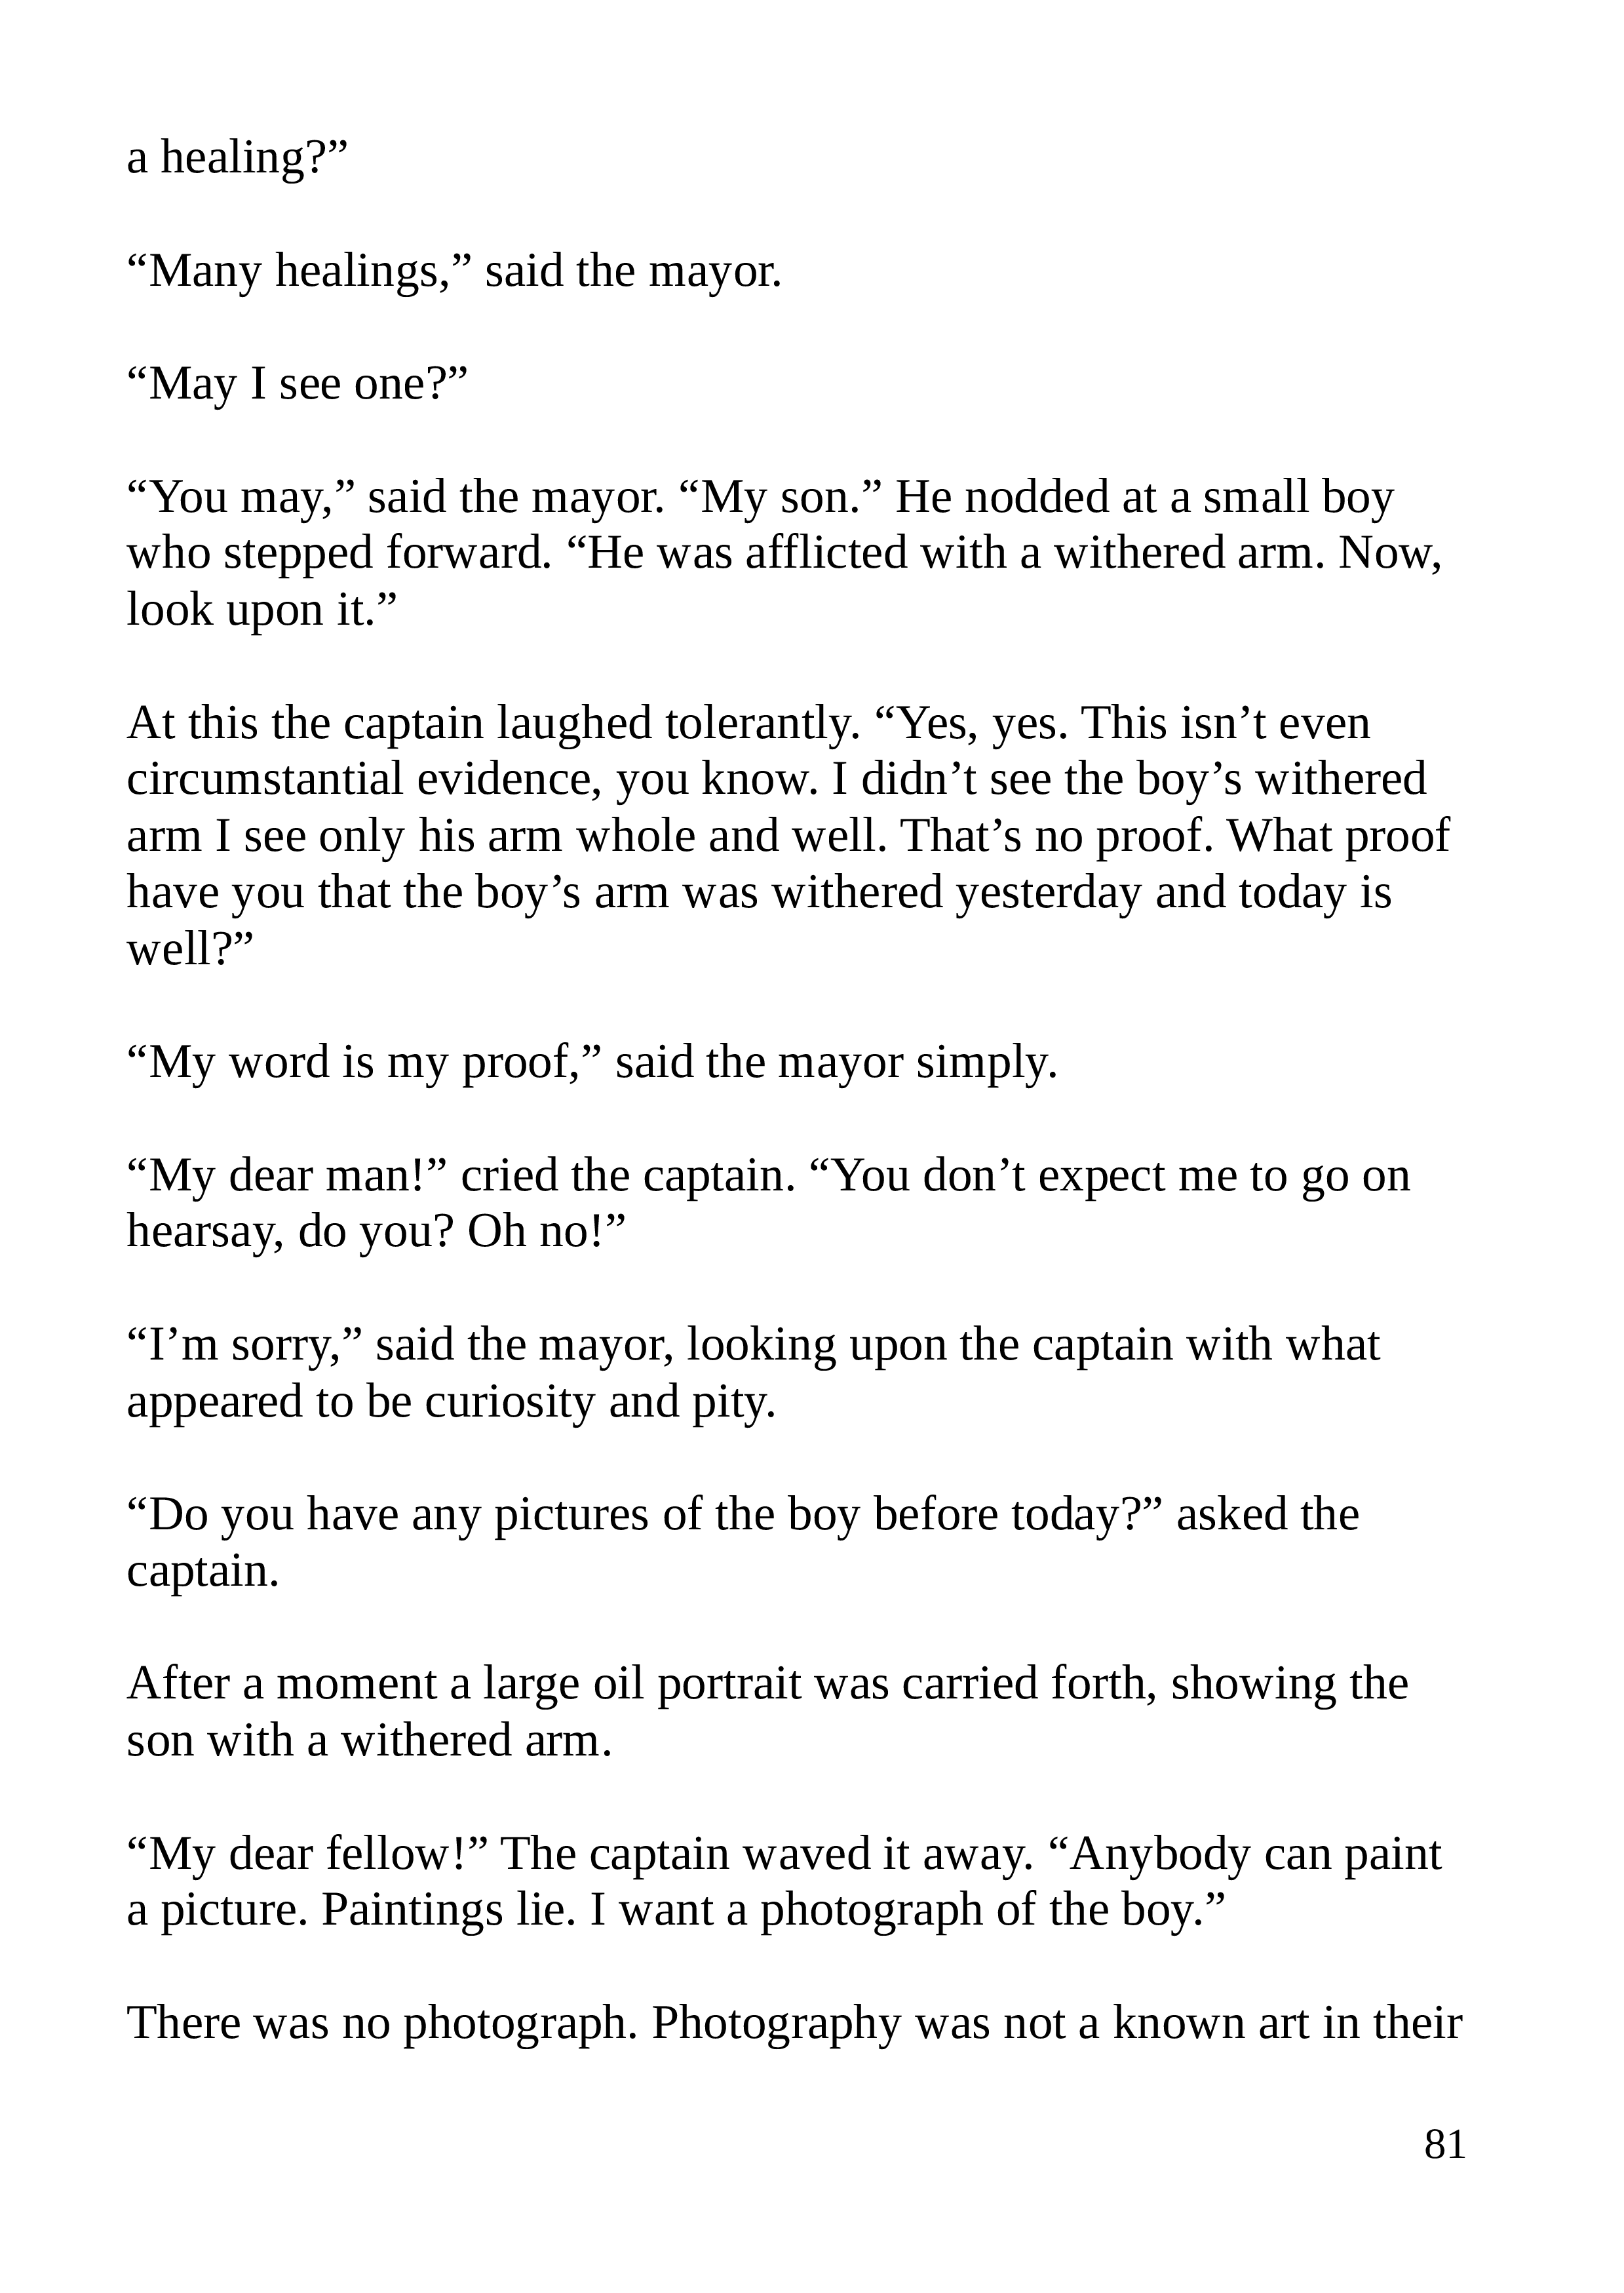 a healing?”
“Many healings,” said the mayor.
“May I see one?”
“You may,” said the mayor. “My son.” He nodded at a small boy
who stepped forward. “He was afflicted with a withered arm. Now,
look upon it.”
At this the captain laughed tolerantly. “Yes, yes. This isn’t even
circumstantial evidence, you know. I didn’t see the boy’s withered
arm I see only his arm whole and well. That’s no proof. What proof
have you that the boy’s arm was withered yesterday and today is
well?”
“My word is my proof,” said the mayor simply.
“My dear man!” cried the captain. “You don’t expect me to go on
hearsay, do you? Oh no!”
“I’m sorry,” said the mayor, looking upon the captain with what
appeared to be curiosity and pity.
“Do you have any pictures of the boy before today?” asked the
captain.
After a moment a large oil portrait was carried forth, showing the
son with a withered arm.
“My dear fellow!” The captain waved it away. “Anybody can paint
a picture. Paintings lie. I want a photograph of the boy.”
There was no photograph. Photography was not a known art in their
81